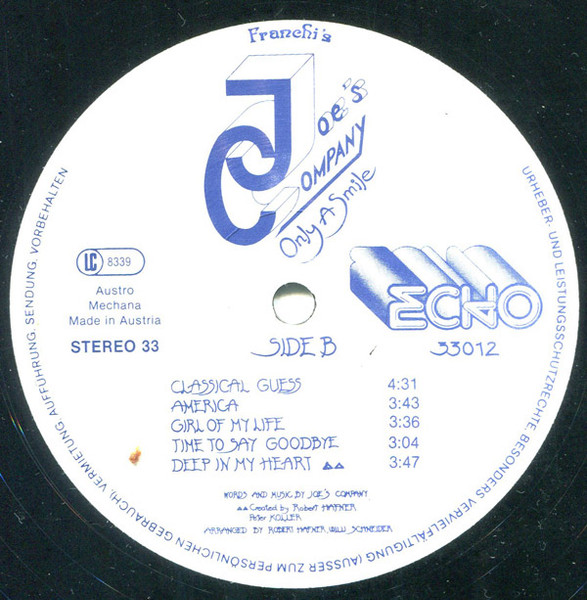 Franchi's
Joe's
COMPANY
Only A Smile
LC 8339
Austro
Mechana
Made in Austria
STEREO 33
ECHO
SIDE B
33012
CLASSICAL GUESS 4:31
AMERICA 3:43
GIRL OF MY LIFE 3:36
TIME TO SAY GOODBYE 3:04
DEEP IN MY HEART ▵▵ 3:47
WORDS AND MUSIC BY JOE'S COMPANY
▵▵ Created by Robert HAFNER
Peter KOLLER
ARRANGED BY ROBERT HAFNER, SCHNEIDER
URHEBER- UND LEISTUNGSSCHUTZRECHTE, BESONDERS VERVIELFÄLTIGUNG (AUSSER ZUM PERSÖNLICHEN GEBRAUCH), VERMIETUNG, AUFFÜHRUNG, SENDUNG, VORBEHALTEN